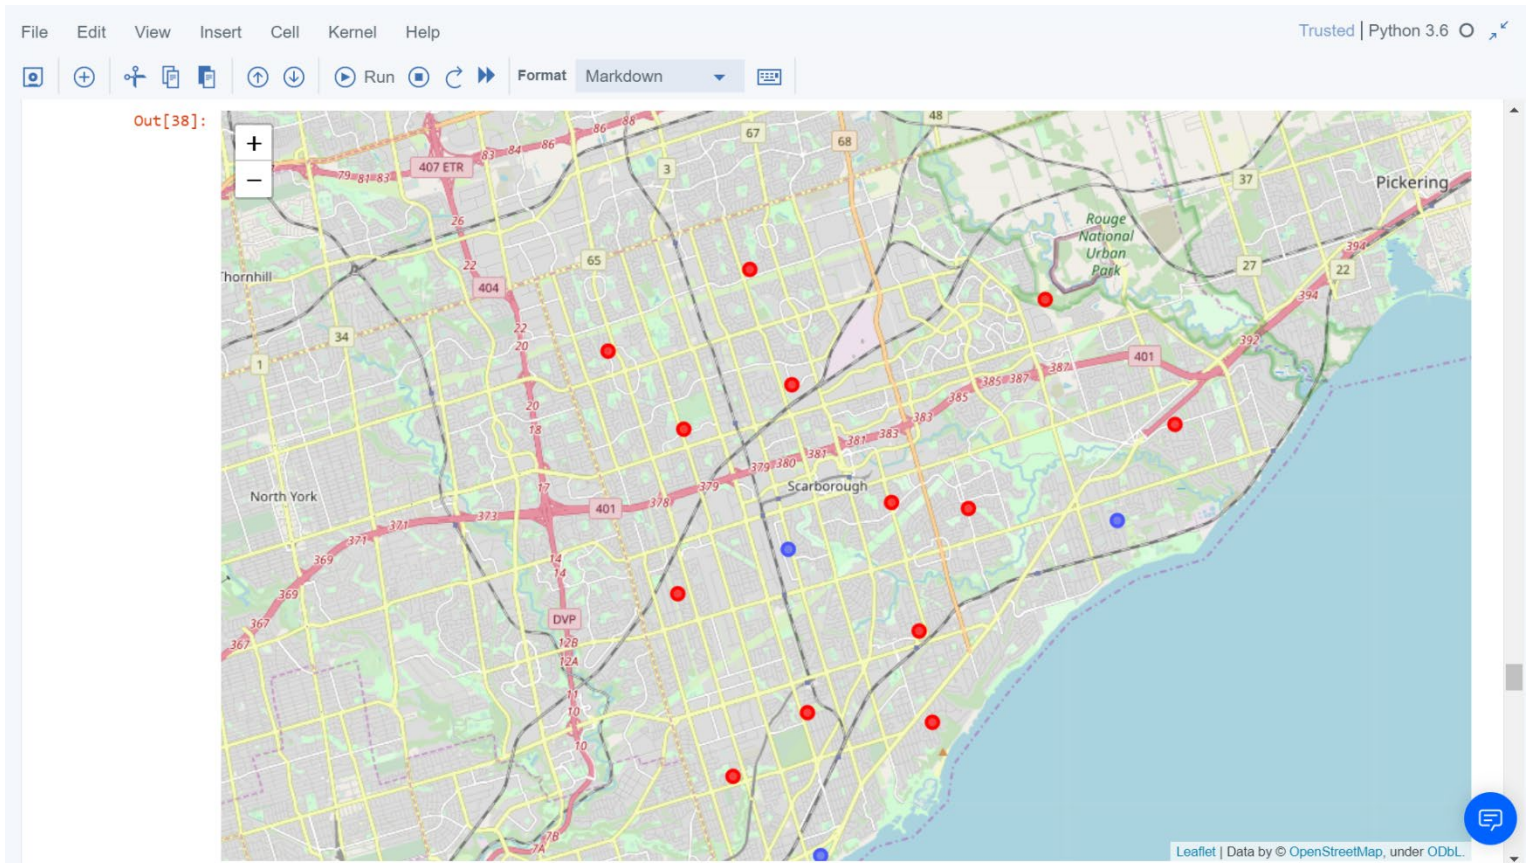 File Edit View Insert Cell Kernel Help
Trusted | Python 3.6
Run
Format
Markdown
Out[38]:
+
−
48
88
86
67
68
86
84
83
407 ETR
3
79 81 83
37
Pickering
Rouge
National
Urban
Park
26
394
65
22
27
22
Thornhill
404
394
22
34
20
392
1
401
387
385 387
385
20
383
18
383
381
381
379 380
379
17
Scarborough
North York
378
401
373
371
371
369
14
14
369
DVP
367
12B
367
12A
11
10
10
7B
7A
Leaflet | Data by © OpenStreetMap, under ODbL.